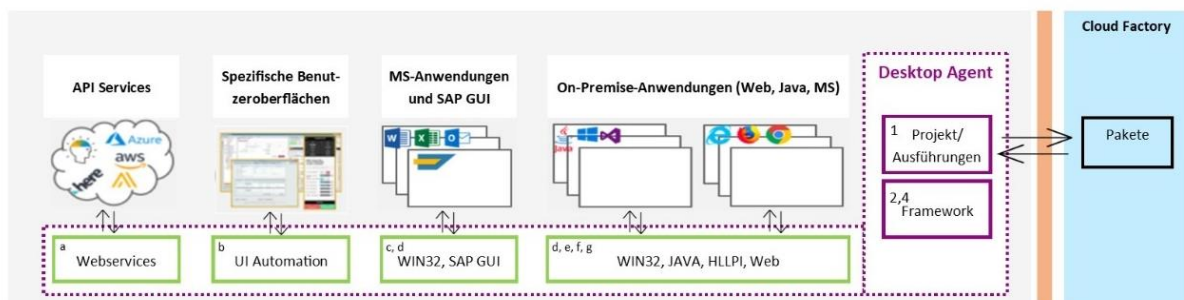 Cloud Factory
API Services
Spezifische Benut-
zeroberflächen
MS-Anwendungen
und SAP GUI
On-Premise-Anwendungen (Web, Java, MS)
Desktop Agent
Azure
aws
here
Java
1 Projekt/
Ausführungen
Pakete
2,4
Framework
a
Webservices
b
UI Automation
c, d
WIN32, SAP GUI
d, e, f, g
WIN32, JAVA, HLLPI, Web